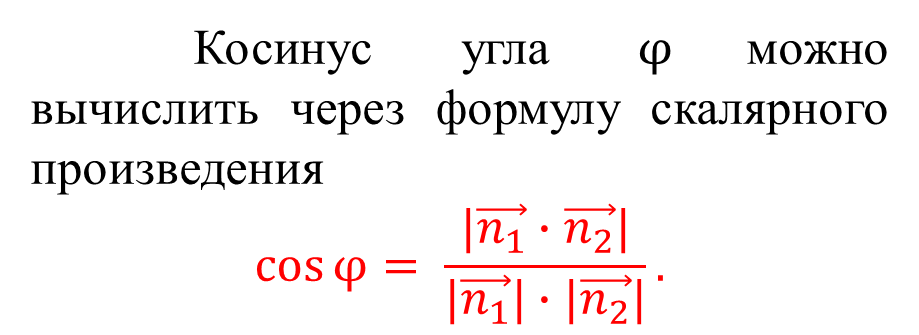 Косинус угла φ можно
вычислить через формулу скалярного
произведения
cos φ = |n₁⃗ · n₂⃗| / |n₁⃗| · |n₂⃗| .